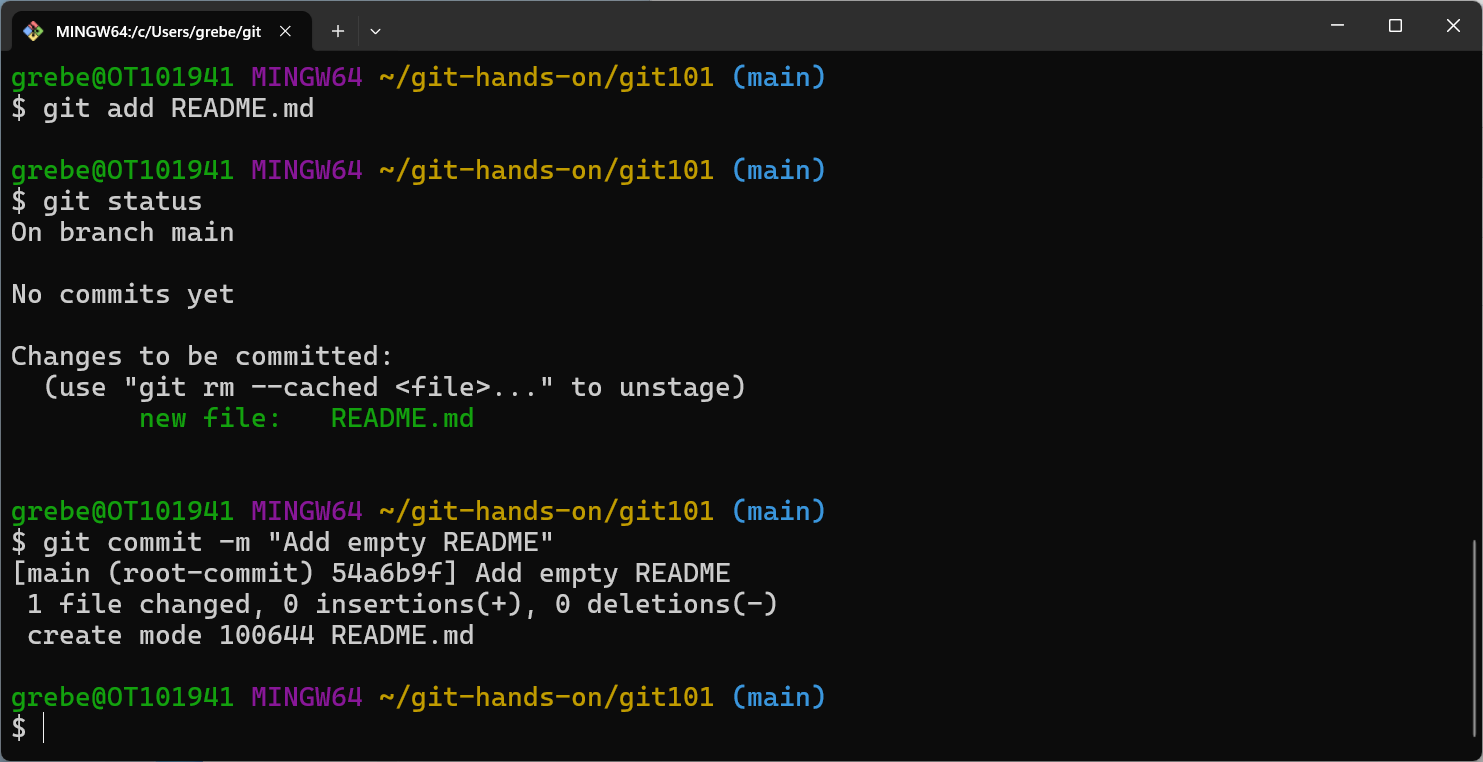 MINGW64:/c/Users/grebe/git
grebe@OT101941 MINGW64 ~/git-hands-on/git101 (main)
$ git add README.md
grebe@OT101941 MINGW64 ~/git-hands-on/git101 (main)
$ git status
On branch main
No commits yet
Changes to be committed:
  (use "git rm --cached <file>..." to unstage)
        new file:   README.md
grebe@OT101941 MINGW64 ~/git-hands-on/git101 (main)
$ git commit -m "Add empty README"
[main (root-commit) 54a6b9f] Add empty README
 1 file changed, 0 insertions(+), 0 deletions(-)
 create mode 100644 README.md
grebe@OT101941 MINGW64 ~/git-hands-on/git101 (main)
$